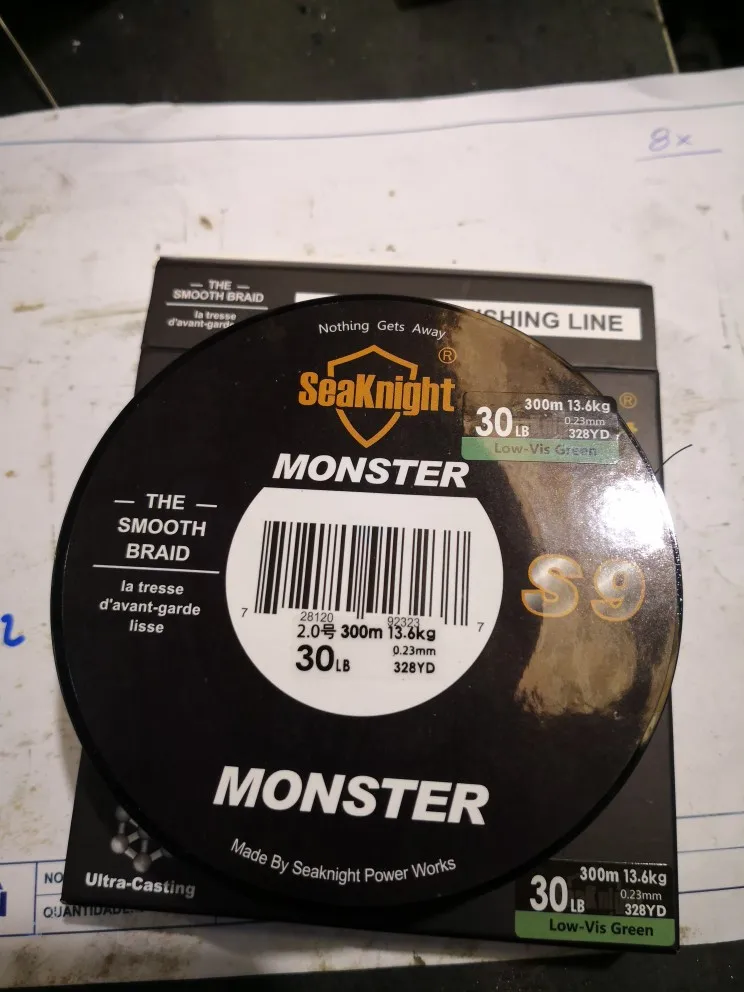 8x
— THE —
SMOOTH BRAID
la tresse
SHING LINE
Nothing Gets Away
SeaKnight®
®
MONSTER
300m 13.6kg
30LB
0.23mm
328YD
Low-Vis Green
— THE —
SMOOTH
BRAID
la tresse
d'avant-garde
lisse
S9
7 28120 92323 7
2.0号 300m 13.6kg
30LB
0.23mm
328YD
MONSTER
Made By Seaknight Power Works
Ultra-Casting
300m 13.6kg
30LB
0.23mm
328YD
Low-Vis Green
NO
QUANTIDADE